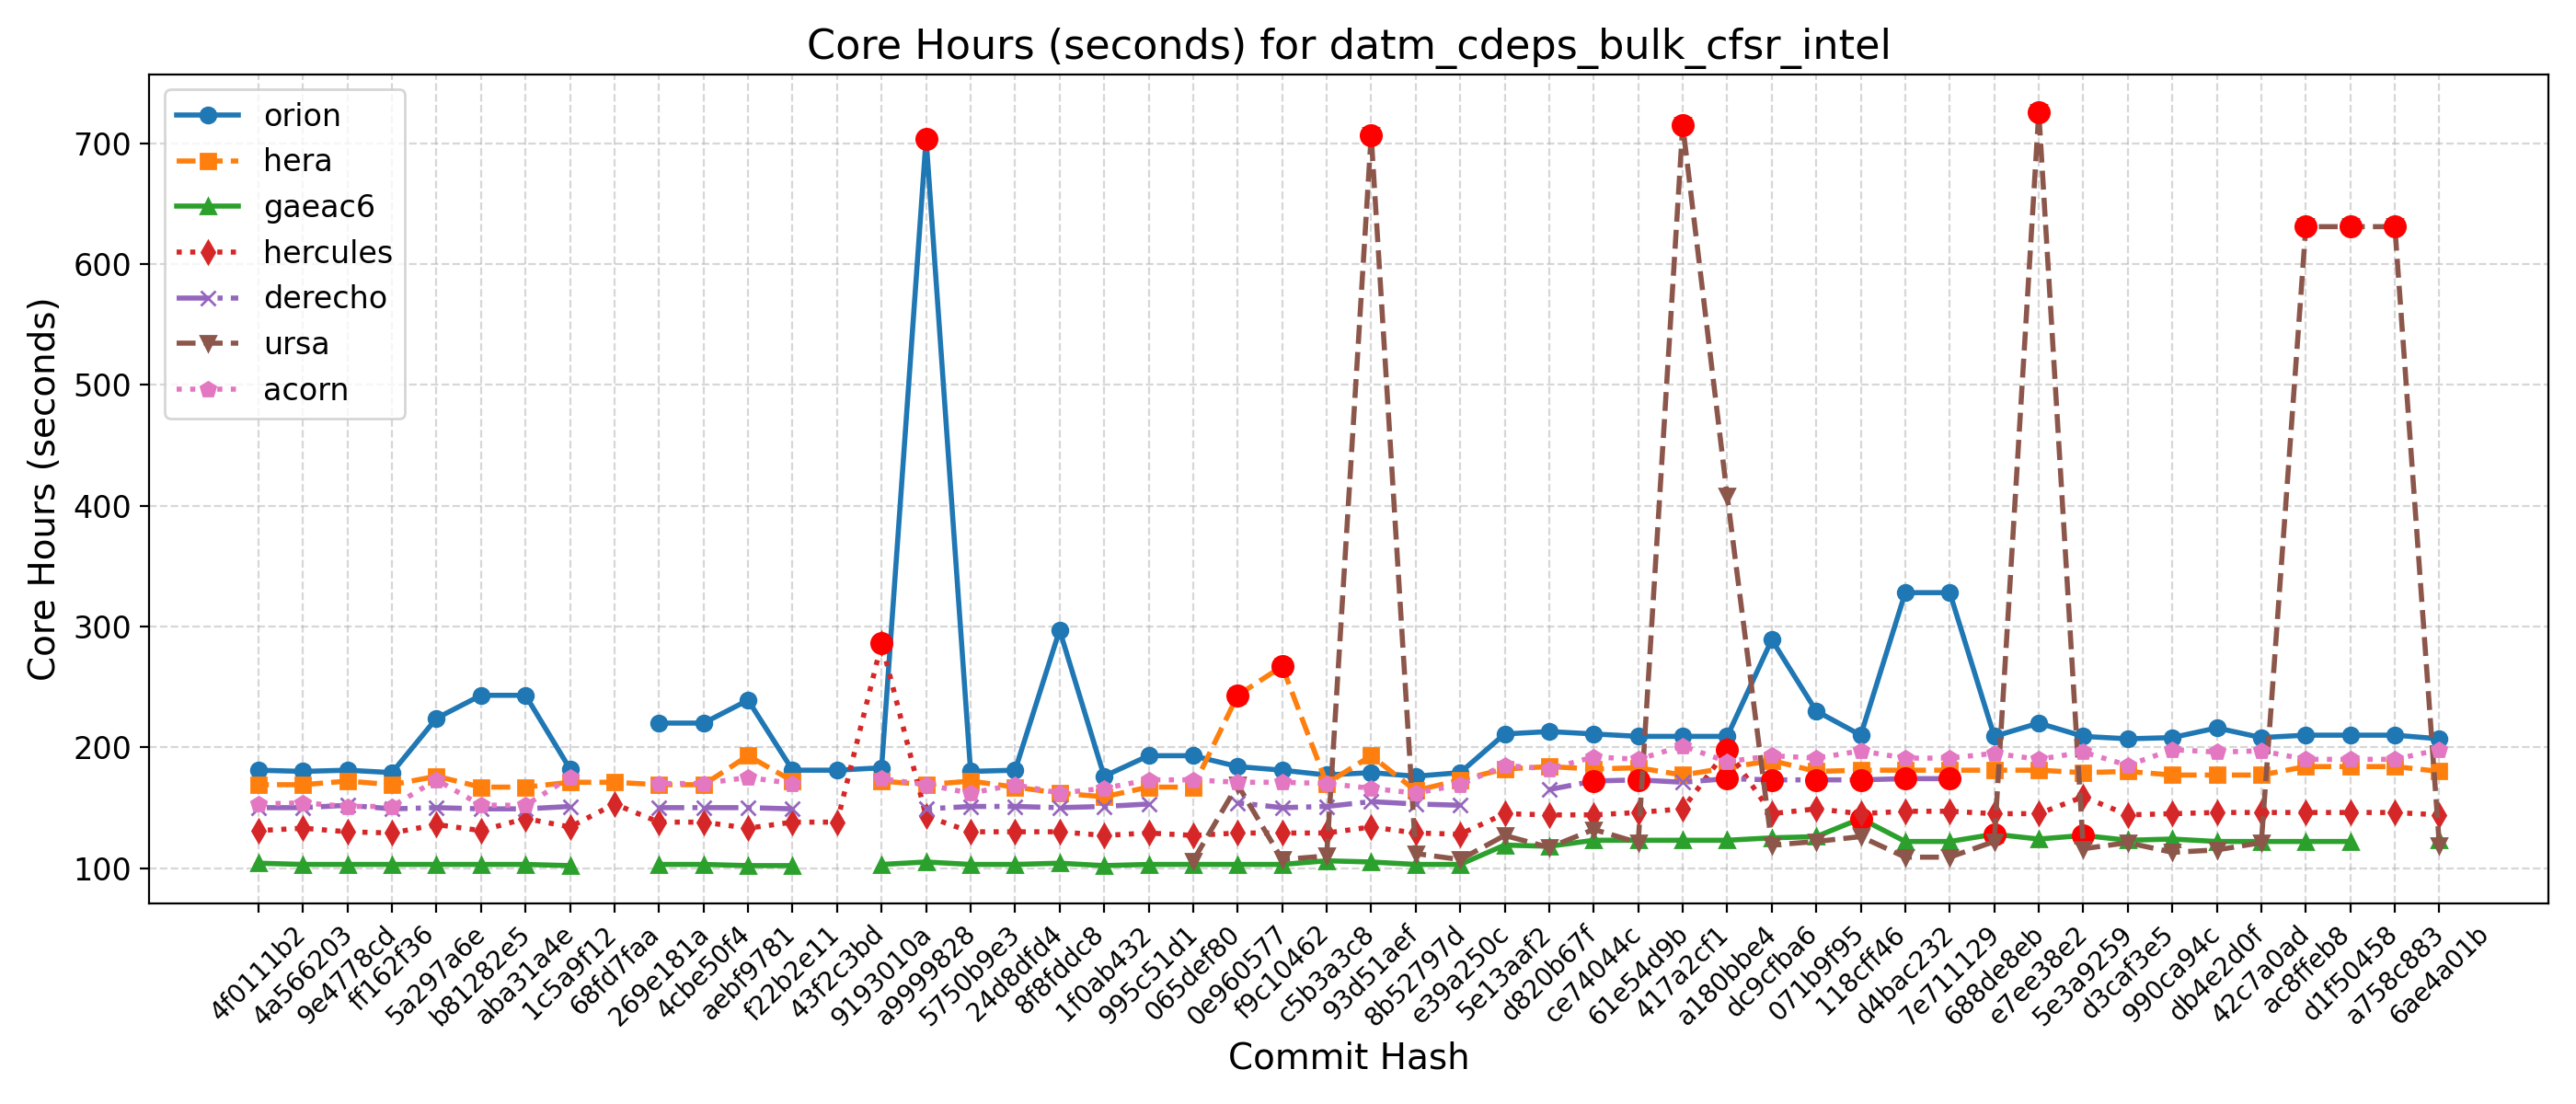 Core Hours (seconds) for datm_cdeps_bulk_cfsr_intel
Core Hours (seconds)
700
600
500
400
300
200
100
orion
hera
gaeac6
hercules
derecho
ursa
acorn
4f0111b2
4a566203
9e4778cd
ff162f36
5a297a6e
b81282e5
aba31a4e
1c5a9f12
68fd7faa
269e181a
4cbe50f4
aebf9781
f22b2e11
43f2c3bd
9193010a
a9999828
5750b9e3
24d8dfd4
8f8fddc8
1f0ab432
995c51d1
065def80
0e960577
f9c10462
c5b3a3c8
93d51aef
8b52797d
e39a250c
5e13aaf2
d820b67f
ce74044c
61e54d9b
417a2cf1
a180bbe4
dc9cfba6
071b9f95
118cff46
d4bac232
7e711129
688de8eb
e7ee38e2
5e3a9259
d3caf3e5
990ca94c
db4e2d0f
42c7a0ad
ac8ffeb8
d1f50458
a758c883
6ae4a01b
Commit Hash